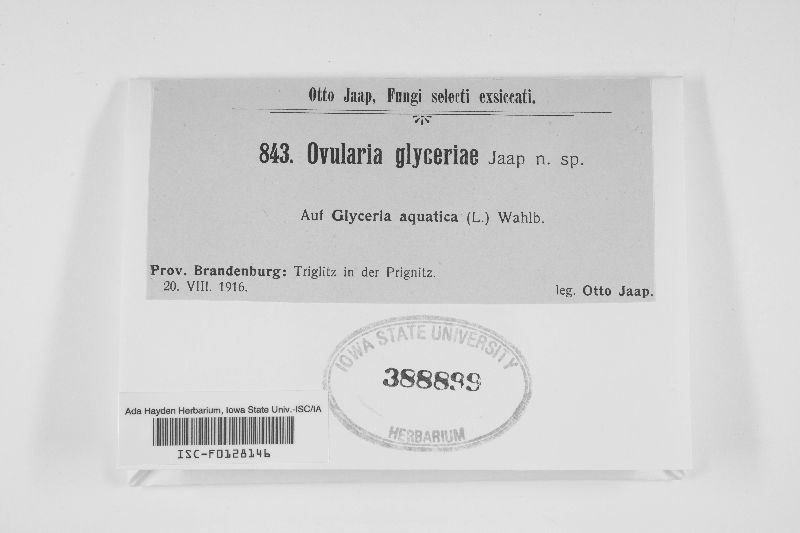 Otto Jaap, Fungi selecti exsiccati.
843. Ovularia glyceriae Jaap n. sp.
Auf Glyceria aquatica (L.) Wahlb.
Prov. Brandenburg: Triglitz in der Prignitz.
20. VIII. 1916.
leg. Otto Jaap.
IOWA STATE UNIVERSITY
388899
HERBARIUM
Ada Hayden Herbarium, Iowa State Univ.-ISC/IA
ISC-F0128146